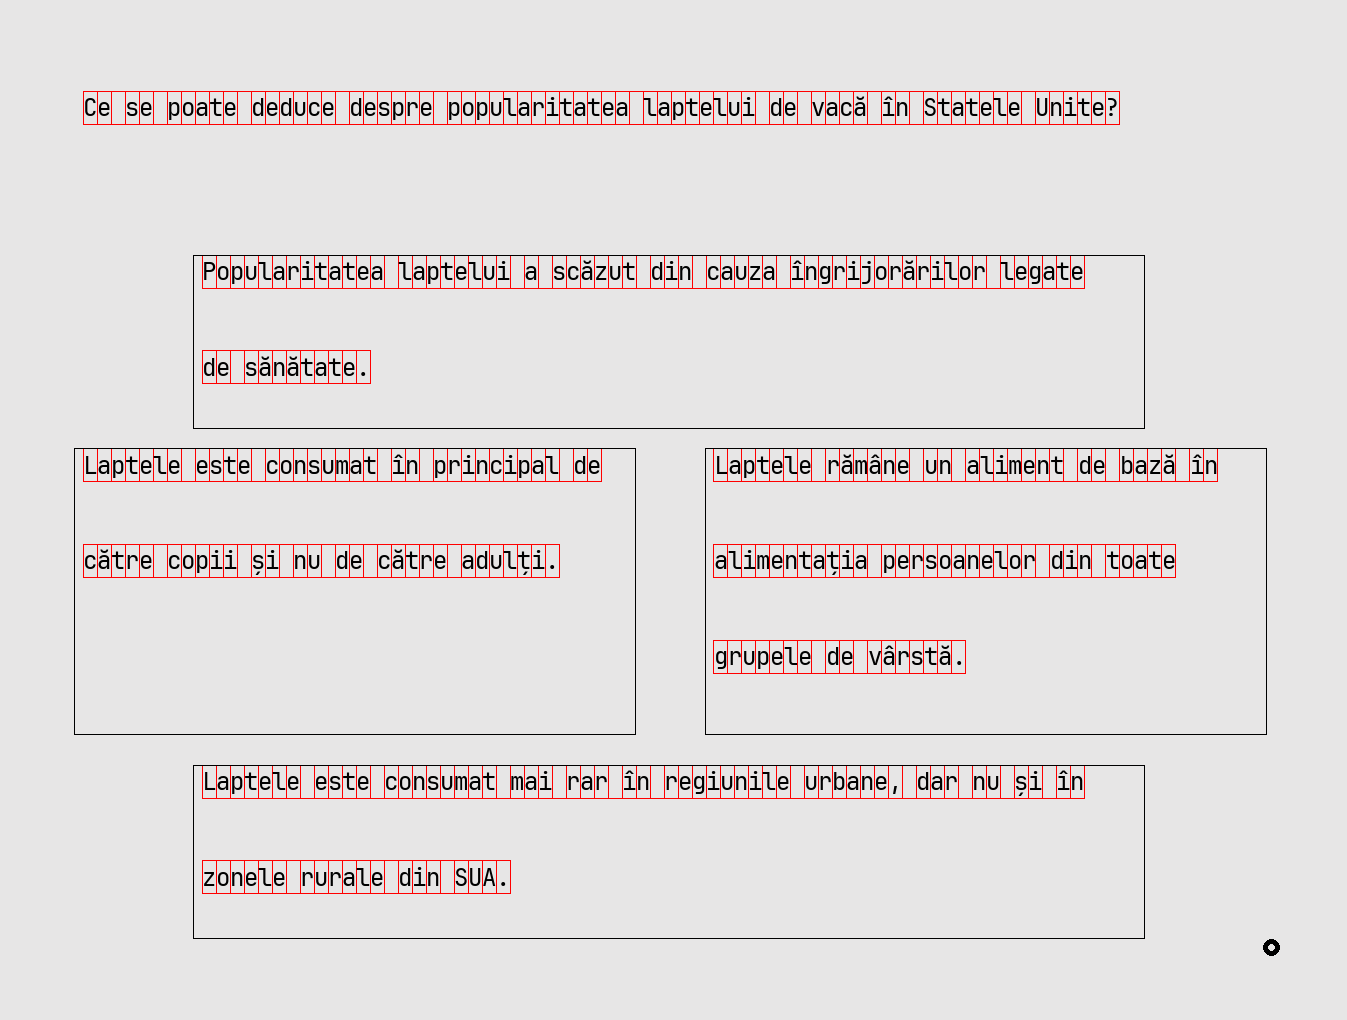 Ce se poate deduce despre popularitatea laptelui de vacă în Statele Unite?
Popularitatea laptelui a scăzut din cauza îngrijorărilor legate
de sănătate.
Laptele este consumat în principal de
către copii și nu de către adulți.
Laptele rămâne un aliment de bază în
alimentația persoanelor din toate
grupele de vârstă.
Laptele este consumat mai rar în regiunile urbane, dar nu și în
zonele rurale din SUA.